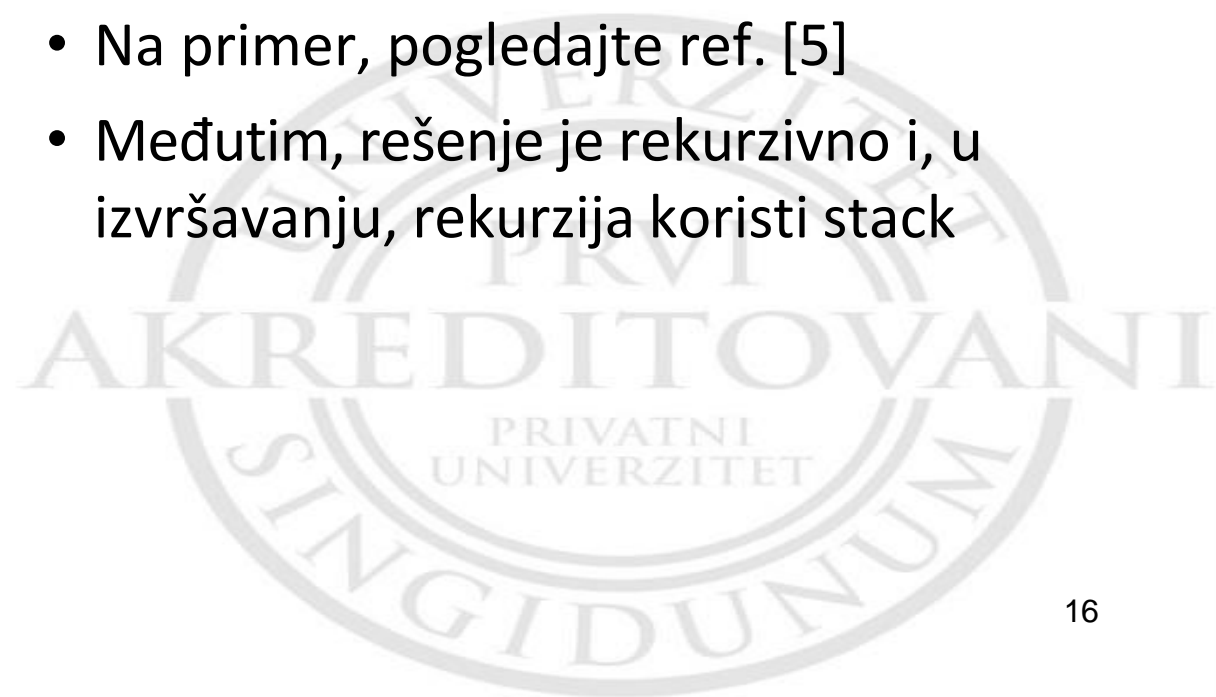 • Na primer, pogledajte ref. [5]
• Međutim, rešenje je rekurzivno i, u
izvršavanju, rekurzija koristi stack
UNIVERZITET
PRVI
AKREDITOVANI
PRIVATNI
UNIVERZITET
SINGIDUNUM
16